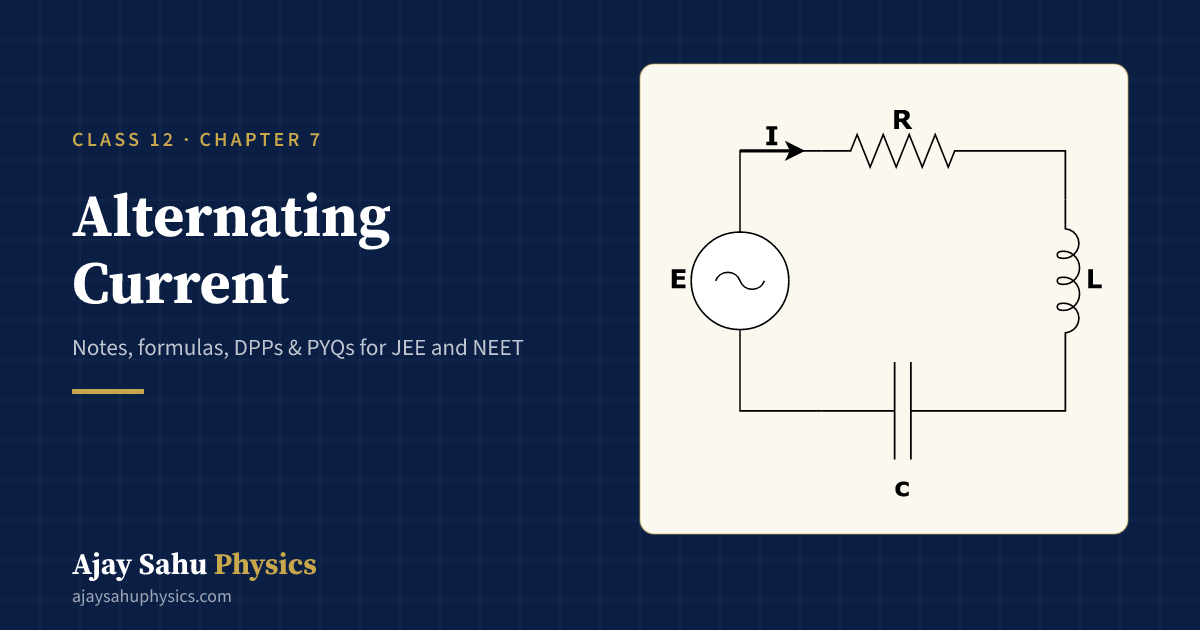 CLASS 12 · CHAPTER 7
Alternating
Current
Notes, formulas, DPPs & PYQs for JEE and NEET
Ajay Sahu Physics
ajaysahuphysics.com
I
R
E
L
c